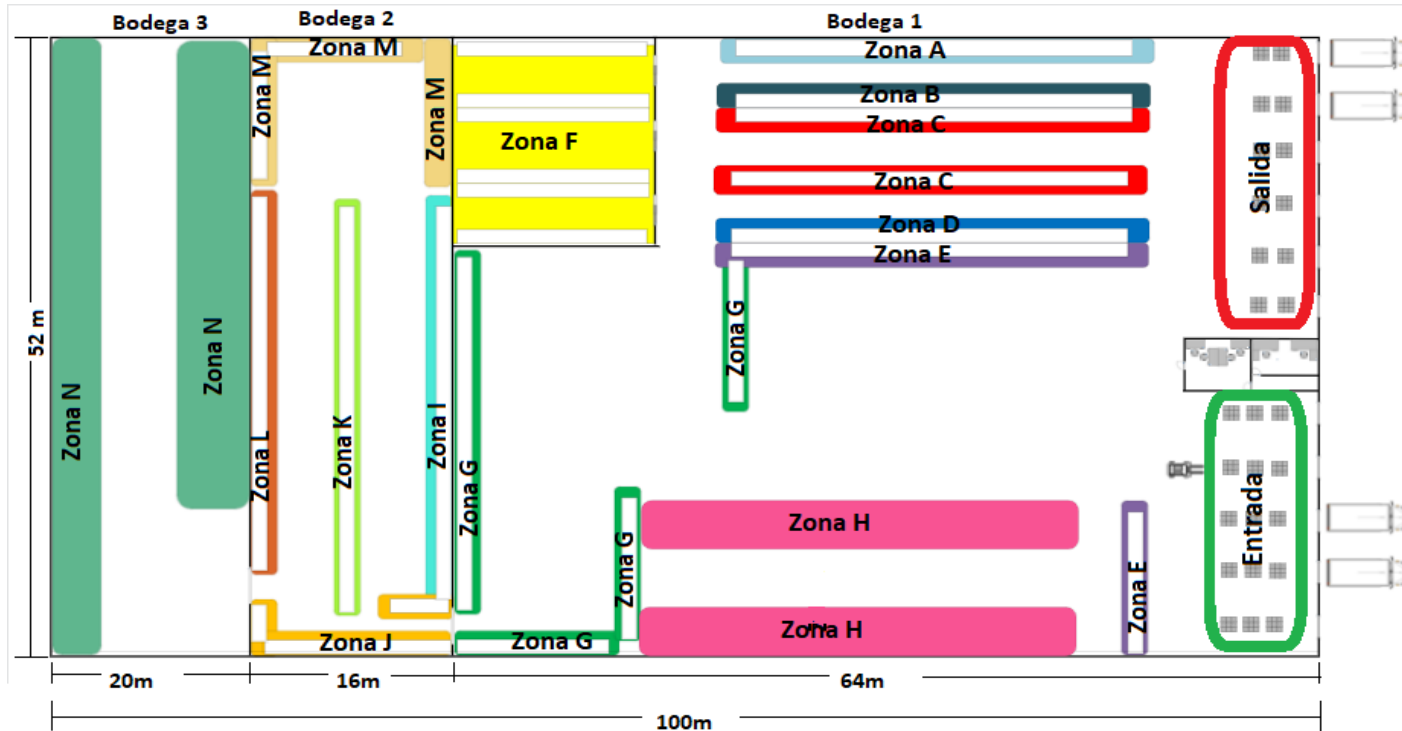 Bodega 3
Bodega 2
Bodega 1
Zona M
Zona A
Zona M
Zona M
Zona B
Zona C
Zona F
Salida
Zona C
Zona D
Zona E
52 m
Zona G
Zona N
Zona N
Zona L
Zona K
Zona I
Zona G
Zona G
Zona H
Entrada
Zona E
Zona J
Zona G
Zona H
20m
16m
64m
100m